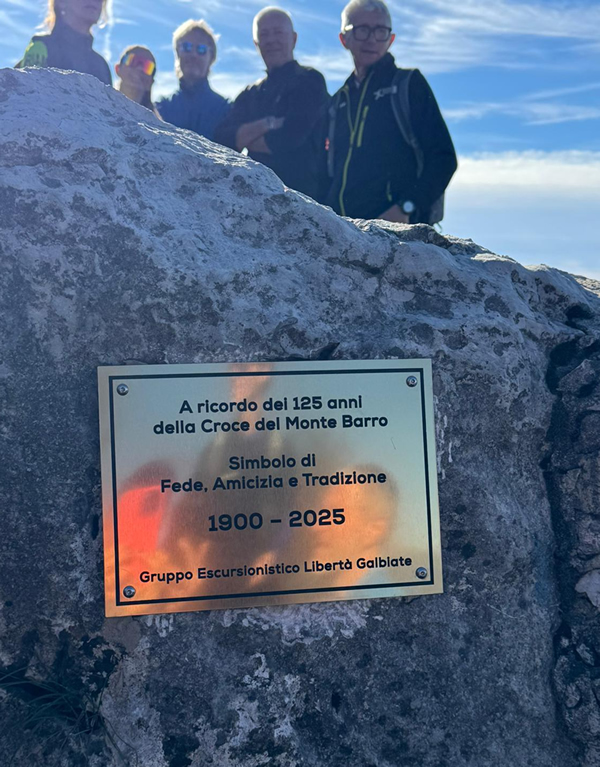 A ricordo dei 125 anni
della Croce del Monte Barro
Simbolo di
Fede, Amicizia e Tradizione
1900 – 2025
Gruppo Escursionistico Libertà Galbiate